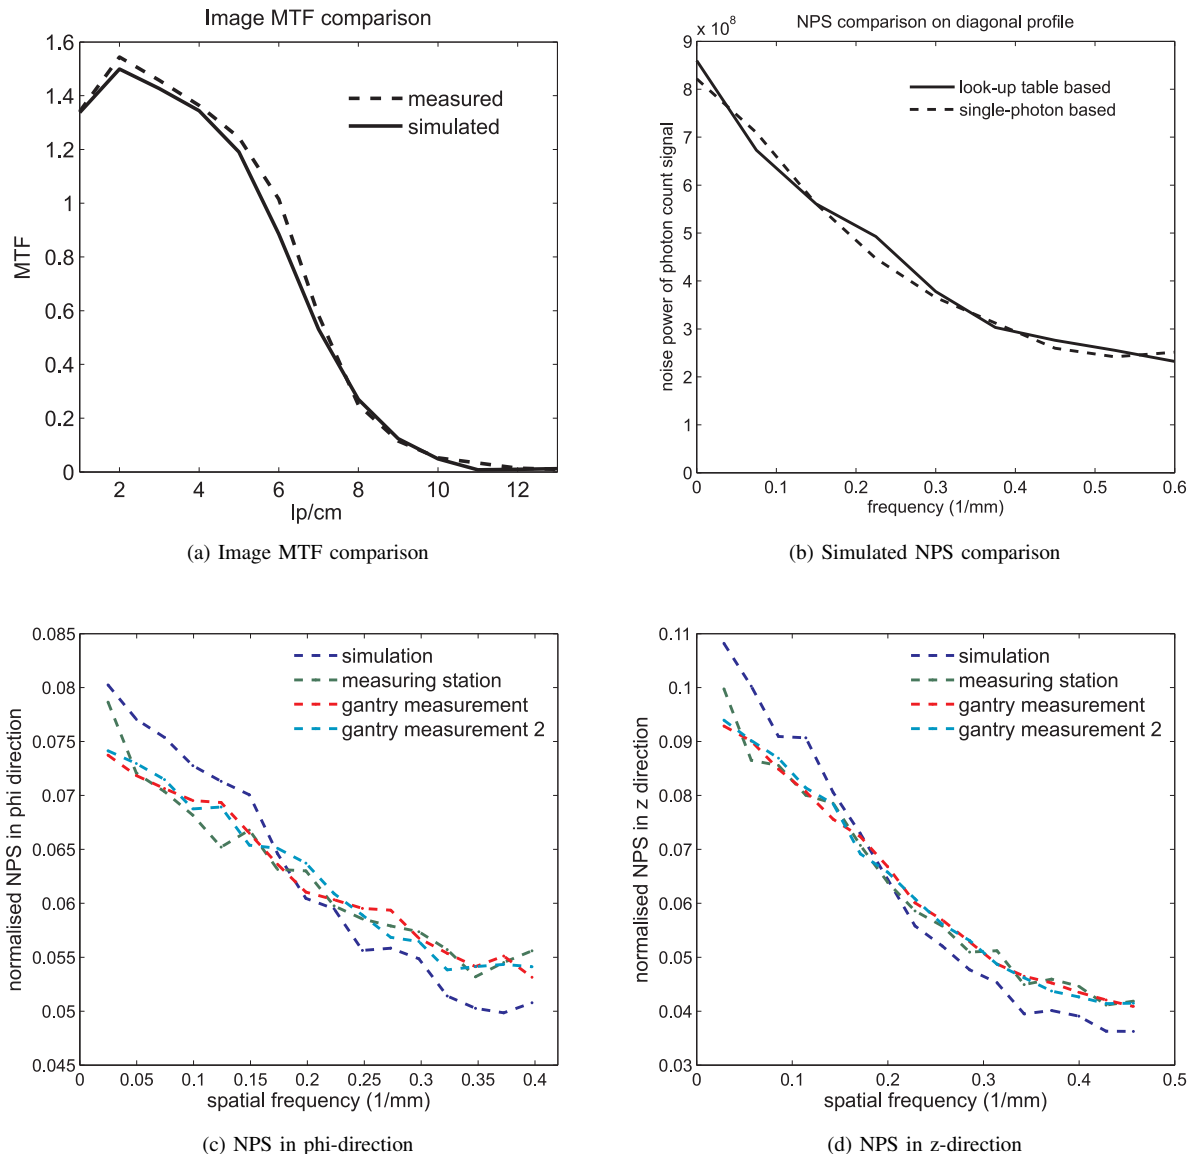 Image MTF comparison
1.6
1.4
1.2
1
0.8
0.6
0.4
0.2
0
MTF
measured
simulated
2 4 6 8 10 12
lp/cm
(a) Image MTF comparison
NPS comparison on diagonal profile
x 10^8
9
8
7
6
5
4
3
2
1
0
noise power of photon count signal
look-up table based
single-photon based
0 0.1 0.2 0.3 0.4 0.5 0.6
frequency (1/mm)
(b) Simulated NPS comparison
0.085
0.08
0.075
0.07
0.065
0.06
0.055
0.05
0.045
normalised NPS in phi direction
simulation
measuring station
gantry measurement
gantry measurement 2
0 0.05 0.1 0.15 0.2 0.25 0.3 0.35 0.4
spatial frequency (1/mm)
(c) NPS in phi-direction
0.11
0.1
0.09
0.08
0.07
0.06
0.05
0.04
0.03
normalised NPS in z direction
simulation
measuring station
gantry measurement
gantry measurement 2
0 0.1 0.2 0.3 0.4 0.5
spatial frequency (1/mm)
(d) NPS in z-direction